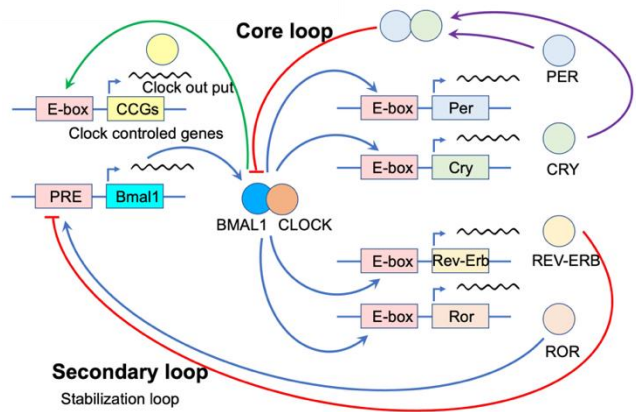 Core loop
PER
Clock out put
E-box
CCGs
Clock controled genes
E-box
Per
E-box
Cry
CRY
PRE
Bmal1
BMAL1
CLOCK
E-box
Rev-Erb
REV-ERB
E-box
Ror
ROR
Secondary loop
Stabilization loop